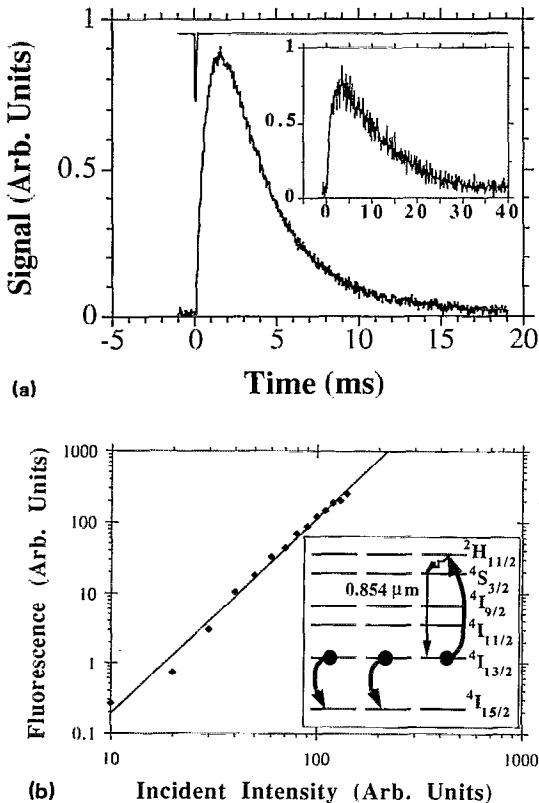 1
0.5
0
Signal (Arb. Units)
1
0.5
0
0 10 20 30 40
-5 0 5 10 15 20
Time (ms)
(a)
1000
100
10
1
0.1
Fluorescence (Arb. Units)
²H₁₁/₂
⁴S₃/₂
0.854 µm
⁴I₉/₂
⁴I₁₁/₂
⁴I₁₃/₂
⁴I₁₅/₂
10 100 1000
(b) Incident Intensity (Arb. Units)